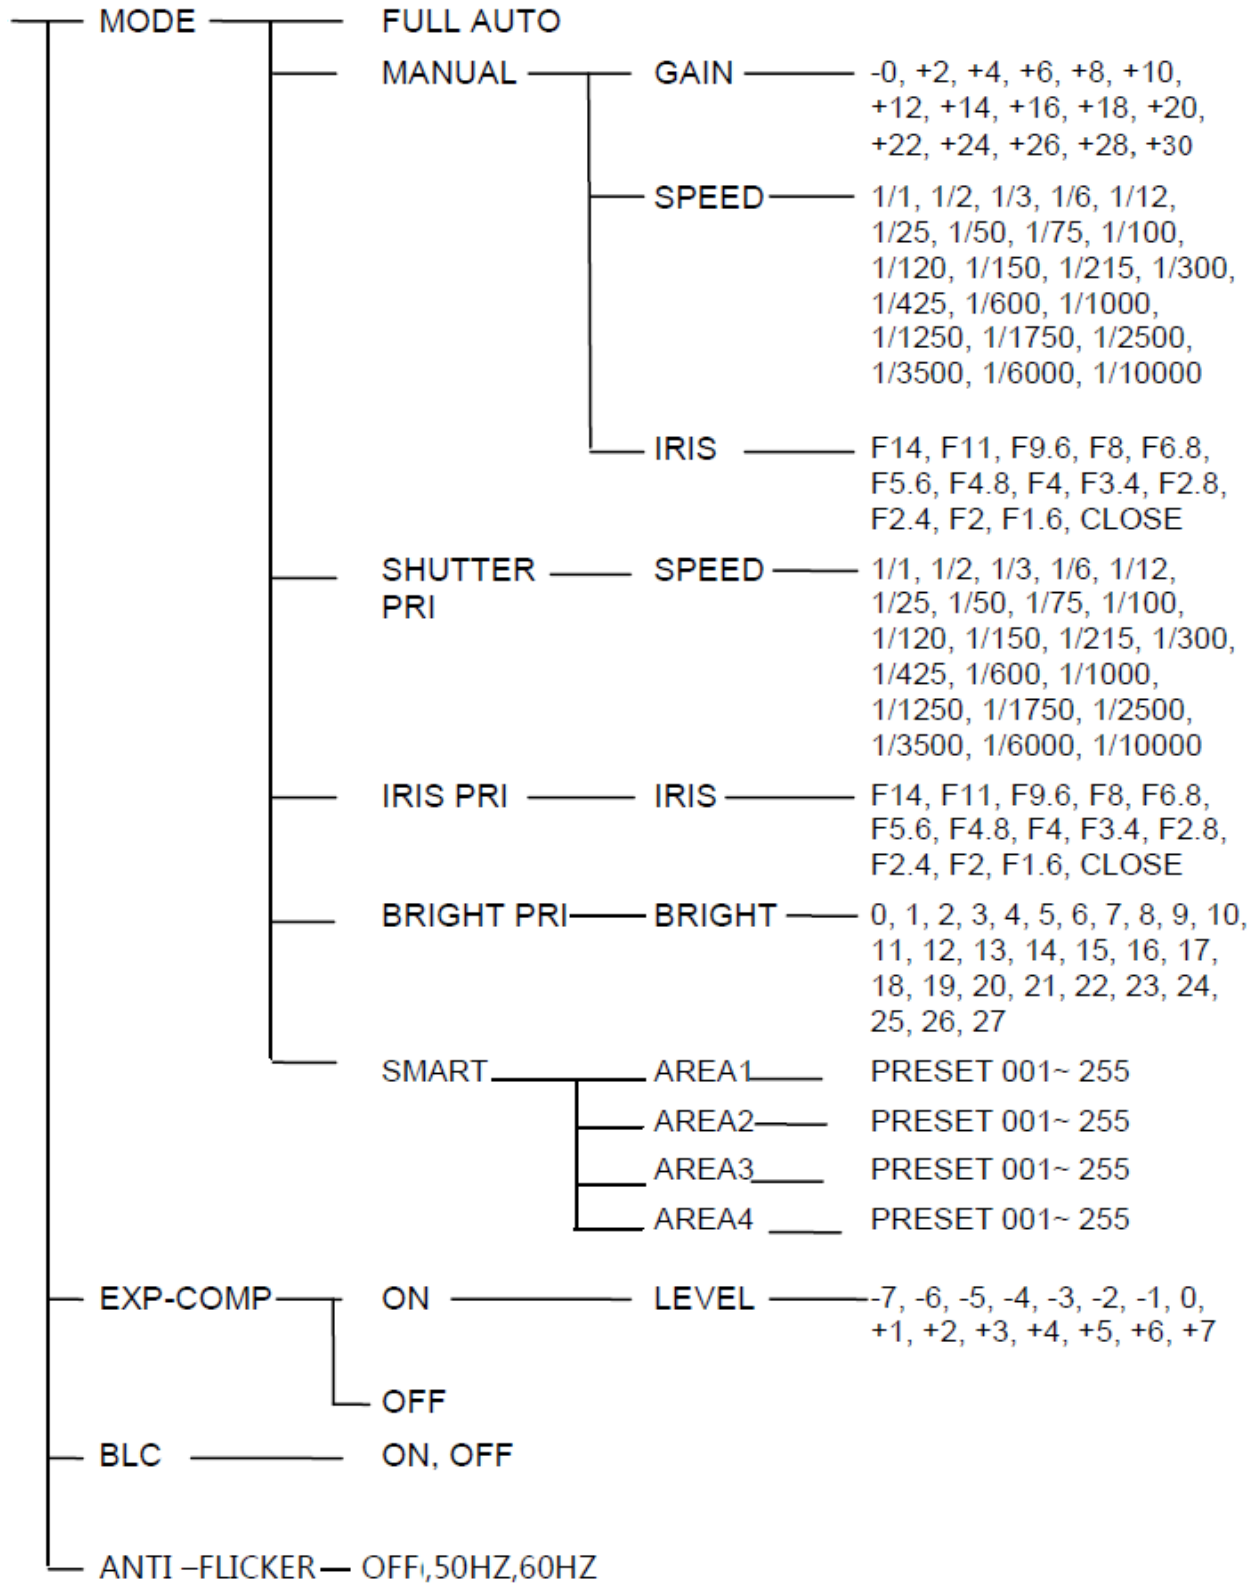 MODE FULL AUTO
MANUAL GAIN -0, +2, +4, +6, +8, +10,
+12, +14, +16, +18, +20,
+22, +24, +26, +28, +30
SPEED 1/1, 1/2, 1/3, 1/6, 1/12,
1/25, 1/50, 1/75, 1/100,
1/120, 1/150, 1/215, 1/300,
1/425, 1/600, 1/1000,
1/1250, 1/1750, 1/2500,
1/3500, 1/6000, 1/10000
IRIS F14, F11, F9.6, F8, F6.8,
F5.6, F4.8, F4, F3.4, F2.8,
F2.4, F2, F1.6, CLOSE
SHUTTER SPEED 1/1, 1/2, 1/3, 1/6, 1/12,
PRI 1/25, 1/50, 1/75, 1/100,
1/120, 1/150, 1/215, 1/300,
1/425, 1/600, 1/1000,
1/1250, 1/1750, 1/2500,
1/3500, 1/6000, 1/10000
IRIS PRI IRIS F14, F11, F9.6, F8, F6.8,
F5.6, F4.8, F4, F3.4, F2.8,
F2.4, F2, F1.6, CLOSE
BRIGHT PRI BRIGHT 0, 1, 2, 3, 4, 5, 6, 7, 8, 9, 10,
11, 12, 13, 14, 15, 16, 17,
18, 19, 20, 21, 22, 23, 24,
25, 26, 27
SMART AREA1 PRESET 001~ 255
AREA2 PRESET 001~ 255
AREA3 PRESET 001~ 255
AREA4 PRESET 001~ 255
EXP-COMP ON LEVEL -7, -6, -5, -4, -3, -2, -1, 0,
+1, +2, +3, +4, +5, +6, +7
OFF
BLC ON, OFF
ANTI –FLICKER OFF,50HZ,60HZ